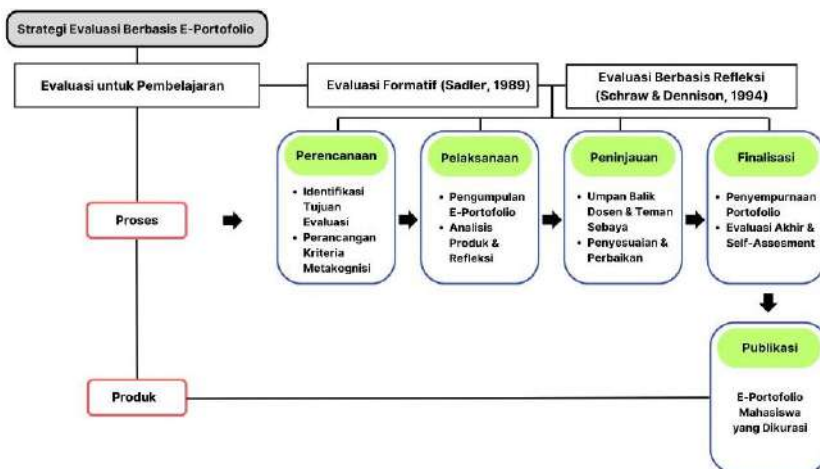 Strategi Evaluasi Berbasis E-Portofolio
Evaluasi untuk Pembelajaran
Evaluasi Formatif (Sadler, 1989)
Evaluasi Berbasis Refleksi
(Schraw & Dennison, 1994)
Proses
Perencanaan
• Identifikasi
Tujuan
Evaluasi
• Perancangan
Kriteria
Metakognisi
Pelaksanaan
• Pengumpulan
E-Portofolio
• Analisis
Produk &
Refleksi
Peninjauan
• Umpan Balik
Dosen & Teman
Sebaya
• Penyesuaian &
Perbaikan
Finalisasi
• Penyempurnaan
Portofolio
• Evaluasi Akhir &
Self-Assesment
Produk
Publikasi
E-Portofolio
Mahasiswa
yang Dikurasi